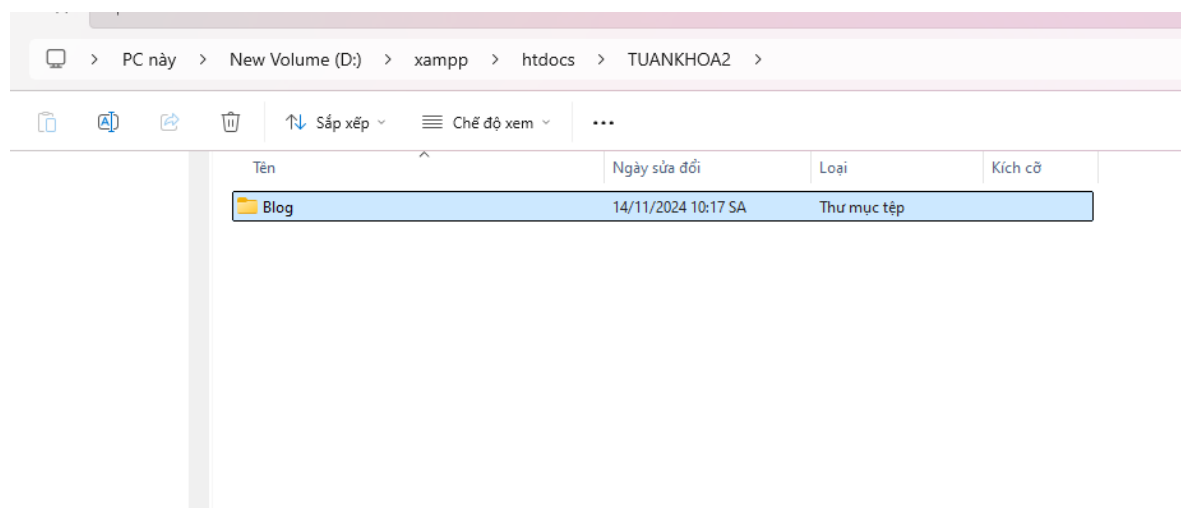 PC này > New Volume (D:) > xampp > htdocs > TUANKHOA2 >
Sắp xếp Chế độ xem ...
Tên Ngày sửa đổi Loại Kích cỡ
Blog 14/11/2024 10:17 SA Thư mục tệp